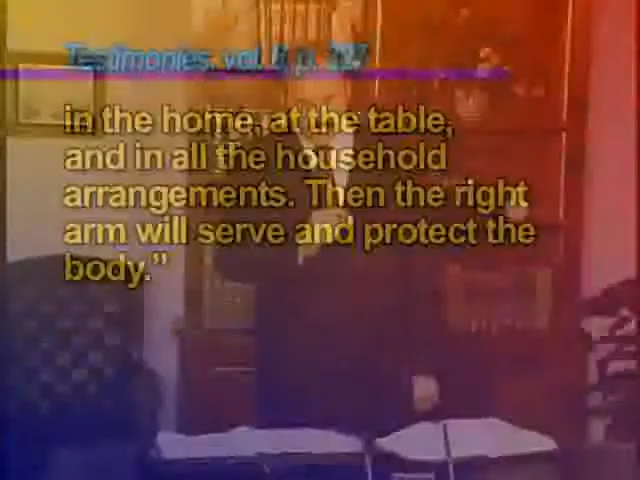 Testimonies, vol. 6, p. 327
in the home, at the table,
and in all the household
arrangements. Then the right
arm will serve and protect the
body.”